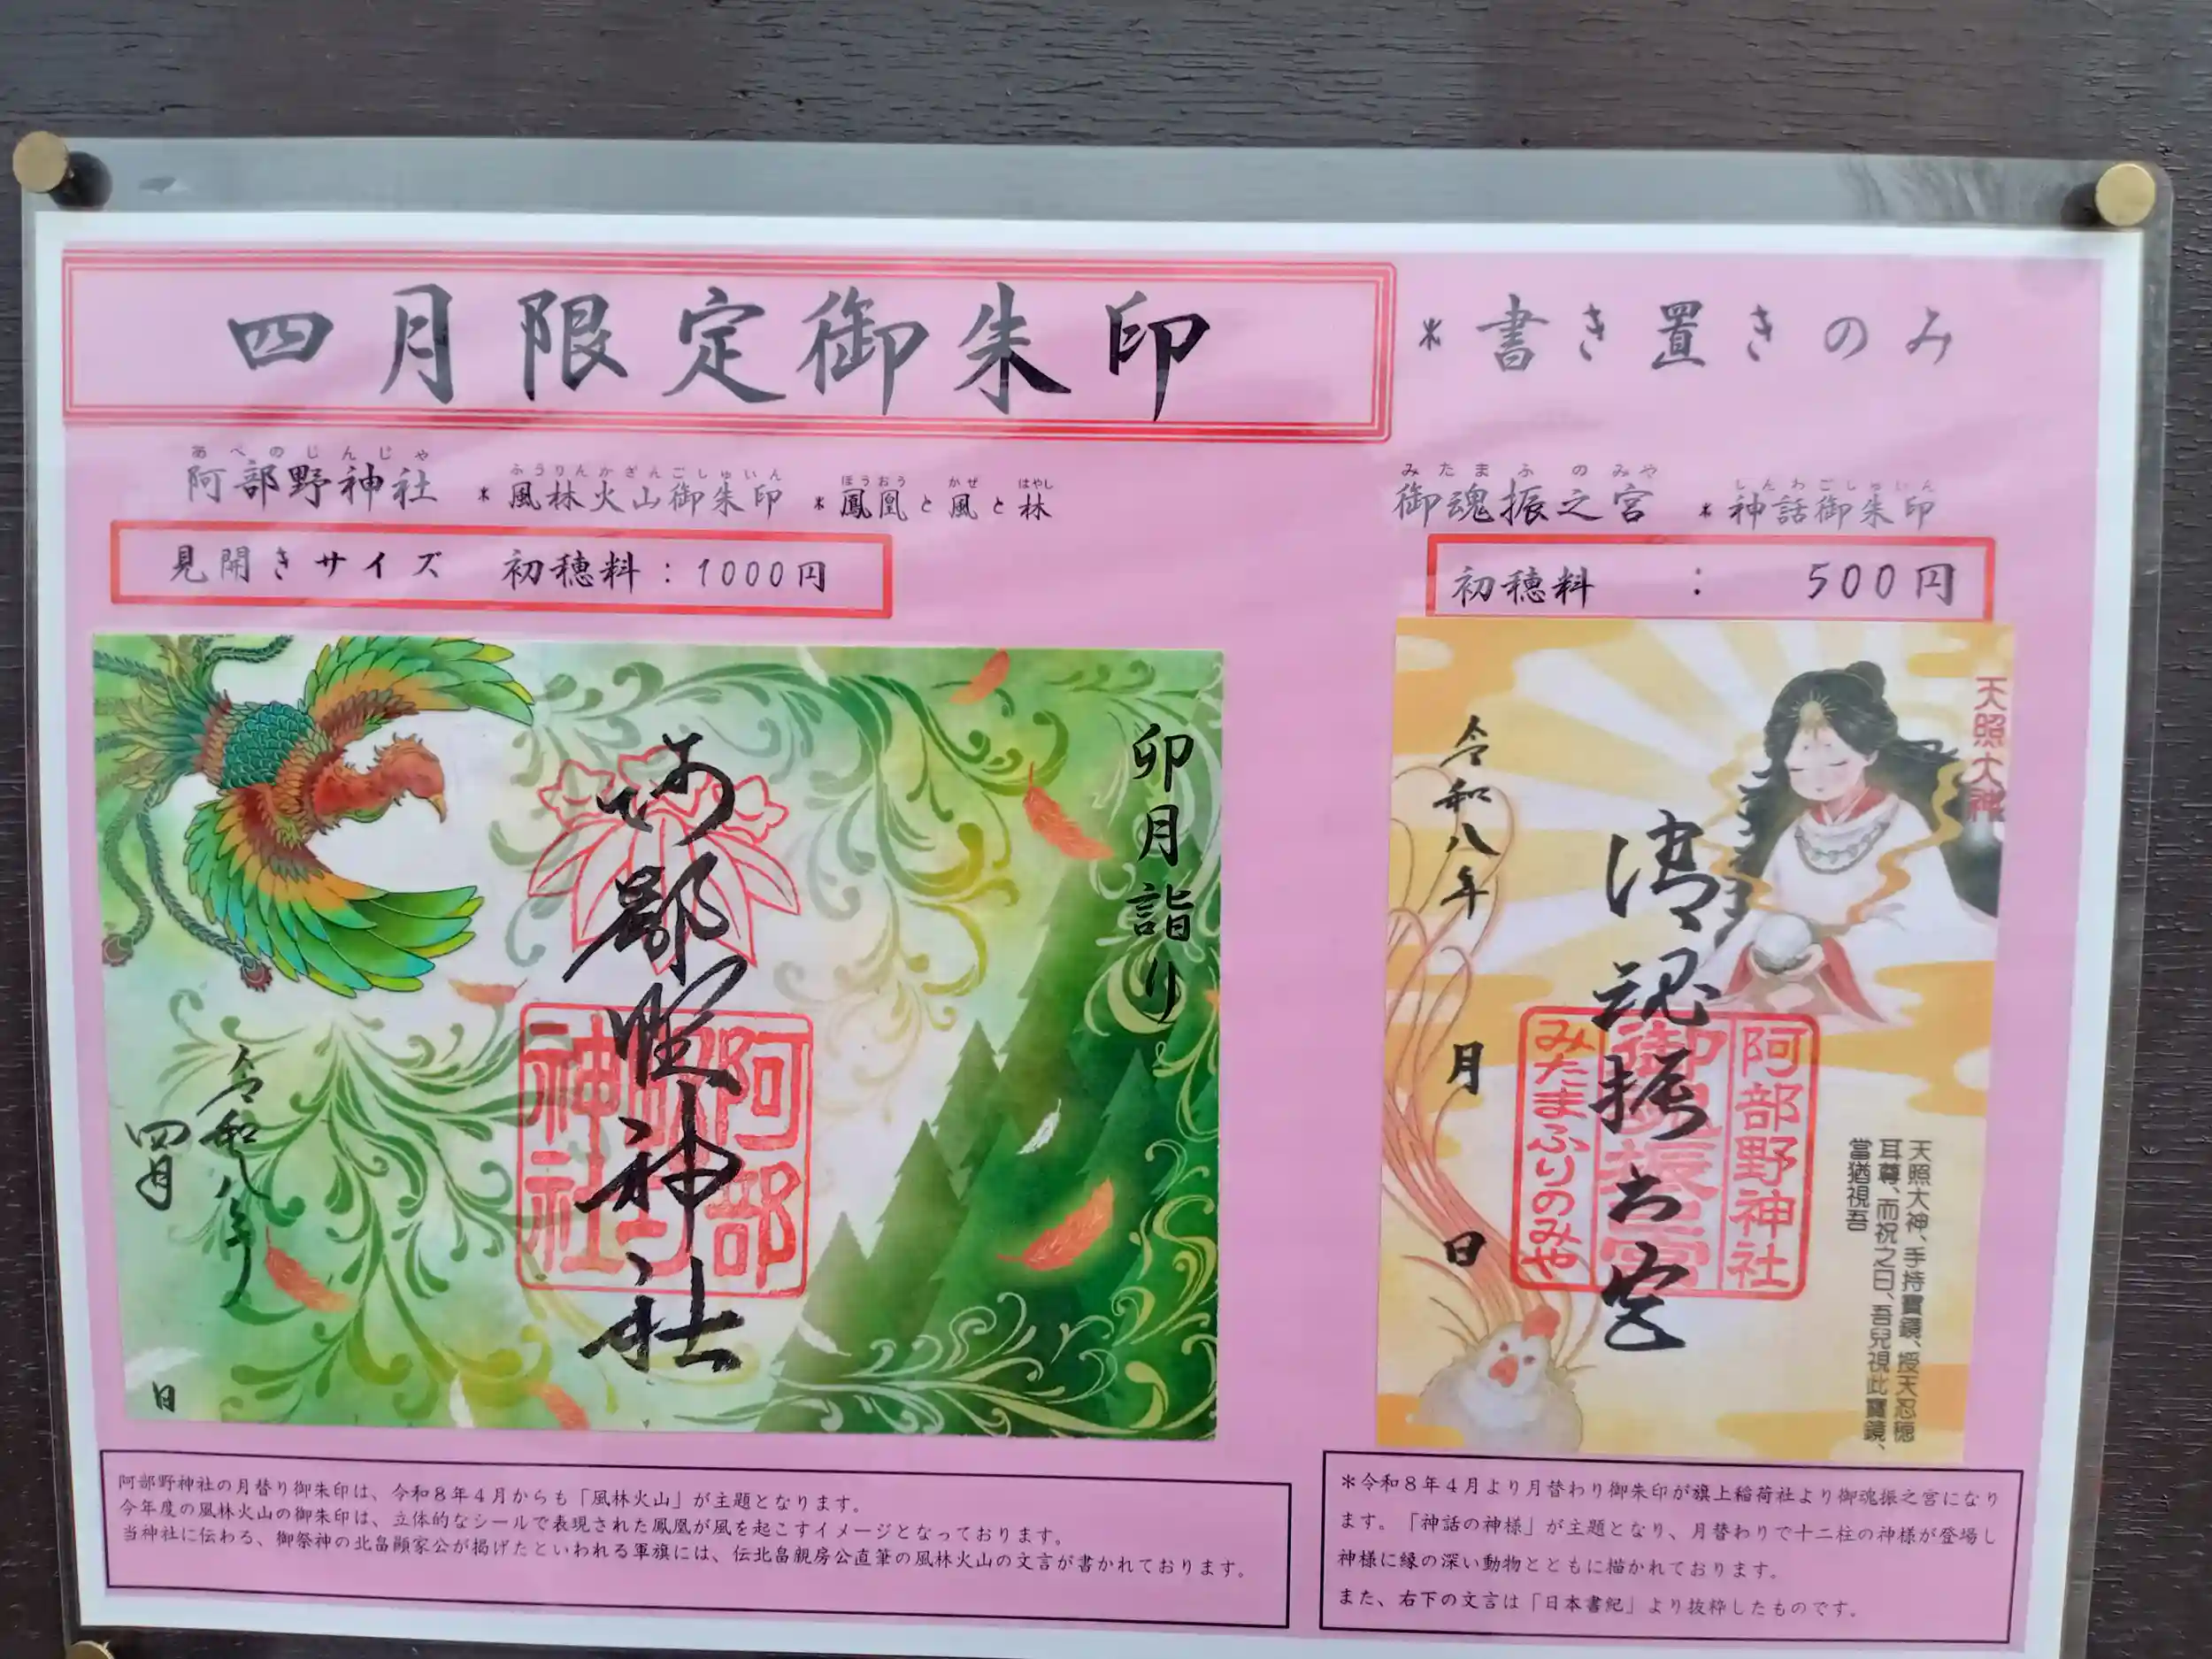 四月限定御朱印
＊書き置きのみ
あべのじんじゃ
阿部野神社
ふうりんかざんごしゅいん
＊風林火山御朱印
ほうおう かぜ はやし
＊鳳凰と風と林
見開きサイズ 初穂料：1000円
卯月詣り
阿部野神社
阿部
神社
令和八年
四月
日
みたまふのみや
御魂振之宮
しんわごしゅいん
＊神話御朱印
初穂料 ： 500円
天照大神
御魂振之宮
阿部野神社
御魂振之宮
みたまふりのみや
令和八年 月 日
天照大神、手持寶鏡、授天忍穂
耳尊、而祝之曰、吾兒視此寶鏡、
當猶視吾
阿部野神社の月替り御朱印は、令和８年４月からも「風林火山」が主題となります。
今年度の風林火山の御朱印は、立体的なシールで表現された鳳凰が風を起こすイメージとなっております。
当神社に伝わる、御祭神の北畠顕家公が掲げたといわれる軍旗には、伝北畠親房公直筆の風林火山の文言が書かれております。
＊令和８年４月より月替わり御朱印が旗上稲荷社より御魂振之宮になり
ます。「神話の神様」が主題となり、月替わりで十二柱の神様が登場し
神様に縁の深い動物とともに描かれております。
また、右下の文言は「日本書紀」より抜粋したものです。